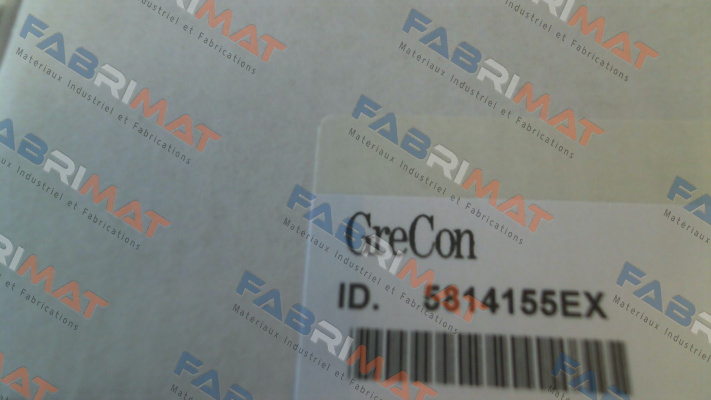 GreCon
ID. 5814155EX
FABRIMAT
Materiaux Industriel et Fabrications